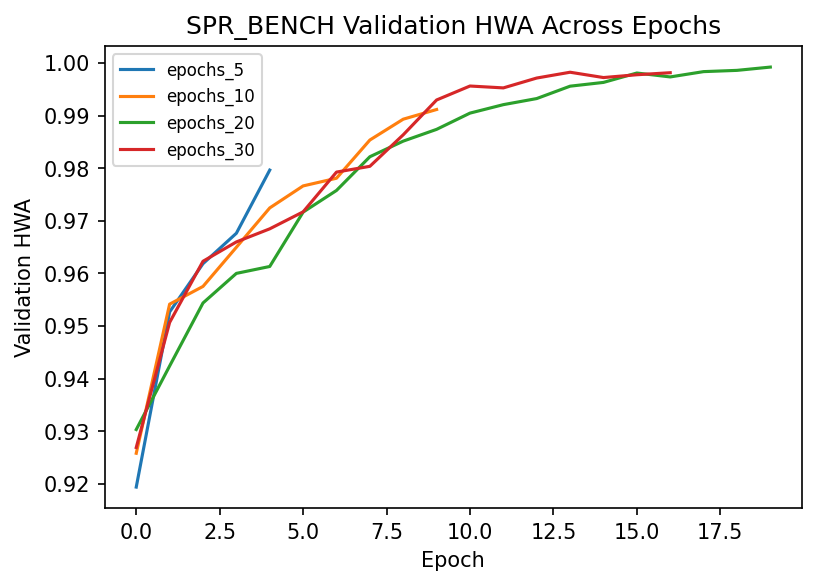 SPR_BENCH Validation HWA Across Epochs
epochs_5
epochs_10
epochs_20
epochs_30
Validation HWA
1.00
0.99
0.98
0.97
0.96
0.95
0.94
0.93
0.92
0.0 2.5 5.0 7.5 10.0 12.5 15.0 17.5
Epoch